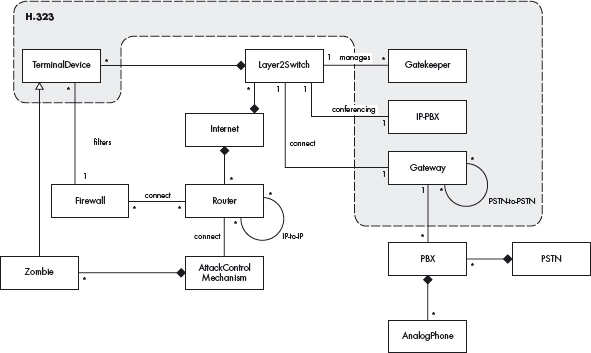 H.323
TerminalDevice
*
Layer2Switch
1
manages
*
Gatekeeper
*
*
1
1
conferencing
1
IP-PBX
Internet
filters
connect
1
Gateway
*
*
1
PSTN-to-PSTN
*
1
Firewall
*
connect
*
Router
*
*
IP-to-IP
connect
*
Zombie
*
AttackControl
Mechanism
PBX
*
PSTN
*
AnalogPhone